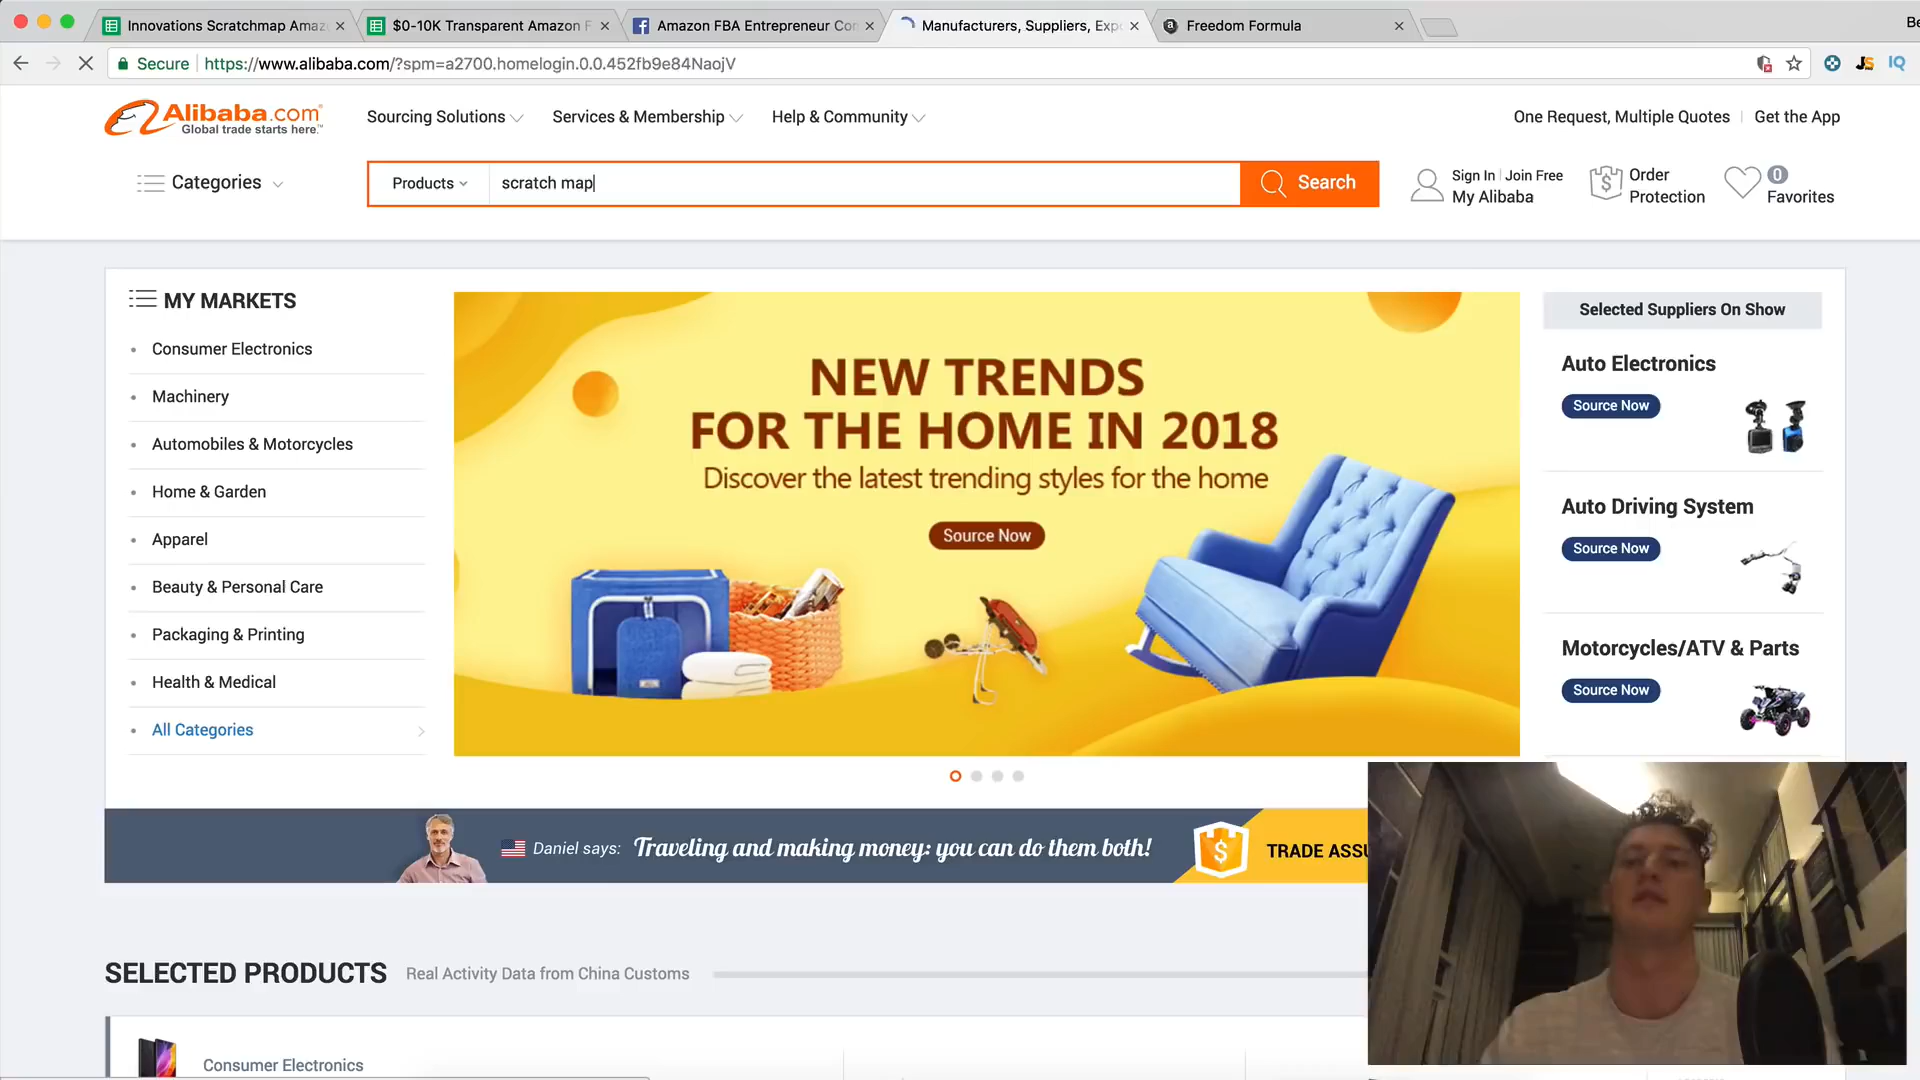 Innovations Scratchmap Amaz
$0-10K Transparent Amazon F
Amazon FBA Entrepreneur Con
Manufacturers, Suppliers, Exp
Freedom Formula
Be
Secure
https://www.alibaba.com/?spm=a2700.homelogin.0.0.452fb9e84NaojV
Alibaba.com
Global trade starts here.™
Sourcing Solutions
Services & Membership
Help & Community
One Request, Multiple Quotes
Get the App
Categories
Products
scratch map
Search
Sign In | Join Free
My Alibaba
Order
Protection
0
Favorites
MY MARKETS
Consumer Electronics
Machinery
Automobiles & Motorcycles
Home & Garden
Apparel
Beauty & Personal Care
Packaging & Printing
Health & Medical
All Categories
NEW TRENDS
FOR THE HOME IN 2018
Discover the latest trending styles for the home
Source Now
Selected Suppliers On Show
Auto Electronics
Source Now
Auto Driving System
Source Now
Motorcycles/ATV & Parts
Source Now
Daniel says: Traveling and making money: you can do them both!
TRADE ASSU
SELECTED PRODUCTS
Real Activity Data from China Customs
Consumer Electronics